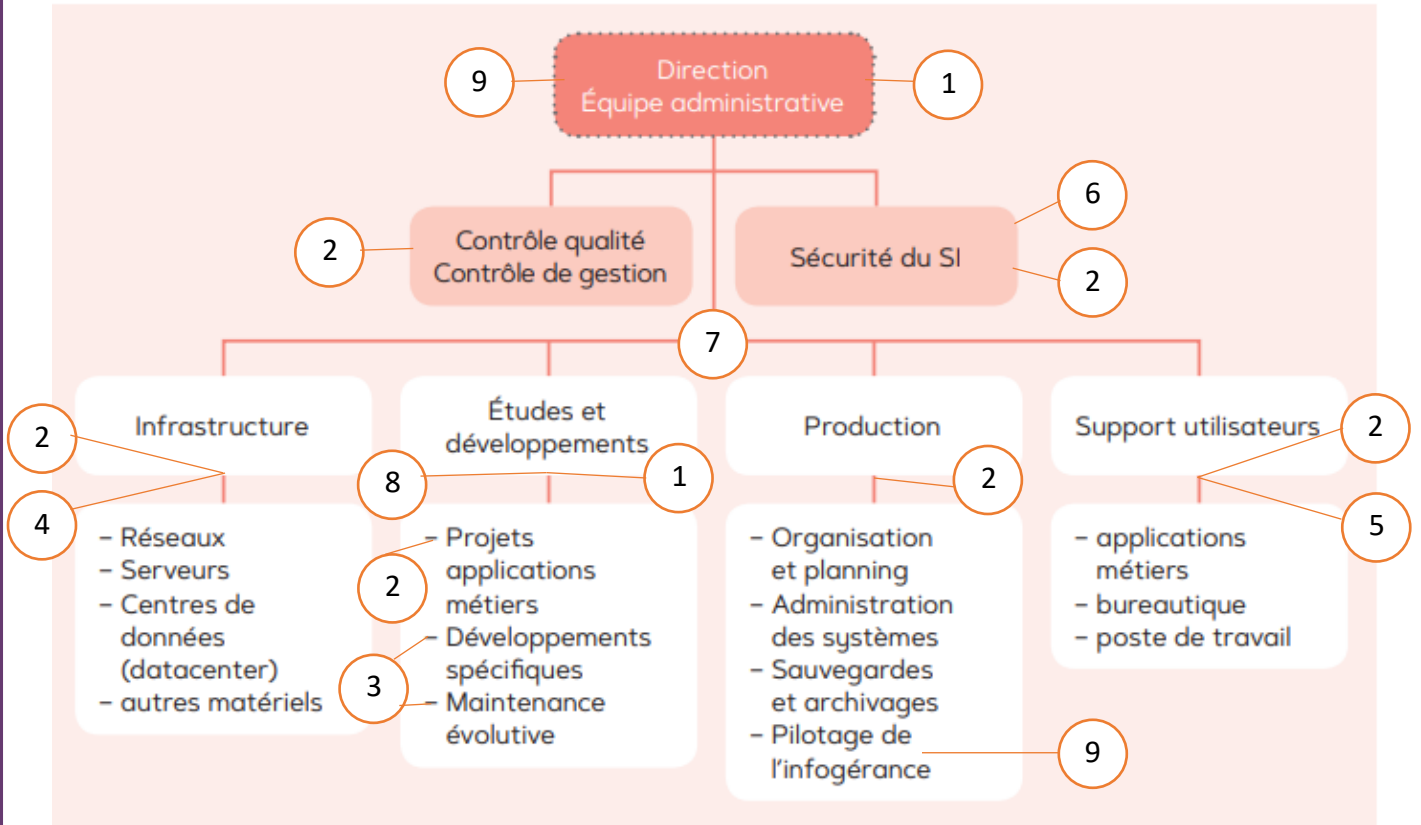 9
Direction
Équipe administrative
1
2
Contrôle qualité
Contrôle de gestion
Sécurité du SI
6
2
7
2
4
Infrastructure
– Réseaux
– Serveurs
– Centres de
données
(datacenter)
– autres matériels
Études et
développements
8
1
2
3
– Projets
applications
métiers
– Développements
spécifiques
– Maintenance
évolutive
Production
2
– Organisation
et planning
– Administration
des systèmes
– Sauvegardes
et archivages
– Pilotage de
l'infogérance
9
Support utilisateurs
2
5
– applications
métiers
– bureautique
– poste de travail